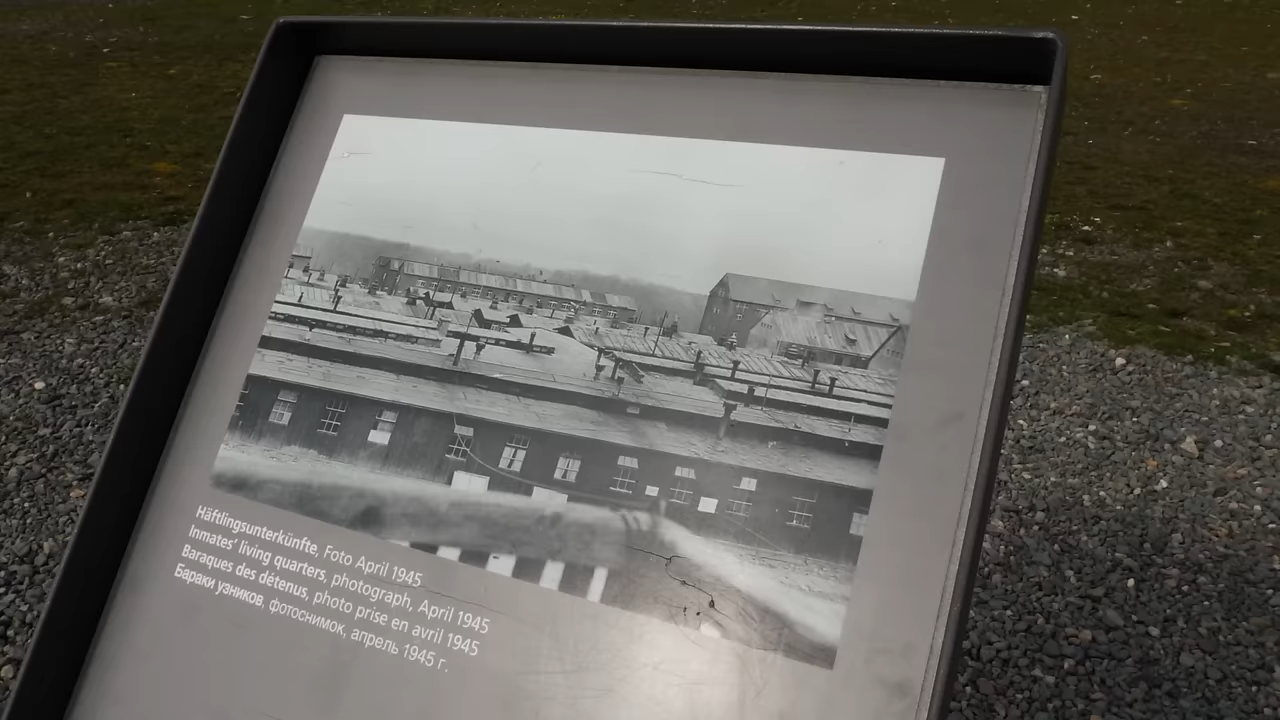 Häftlingsunterkünfte, Foto April 1945
Inmates' living quarters, photograph, April 1945
Baraques des détenus, photo prise en avril 1945
Бараки узников, фотоснимок, апрель 1945 г.